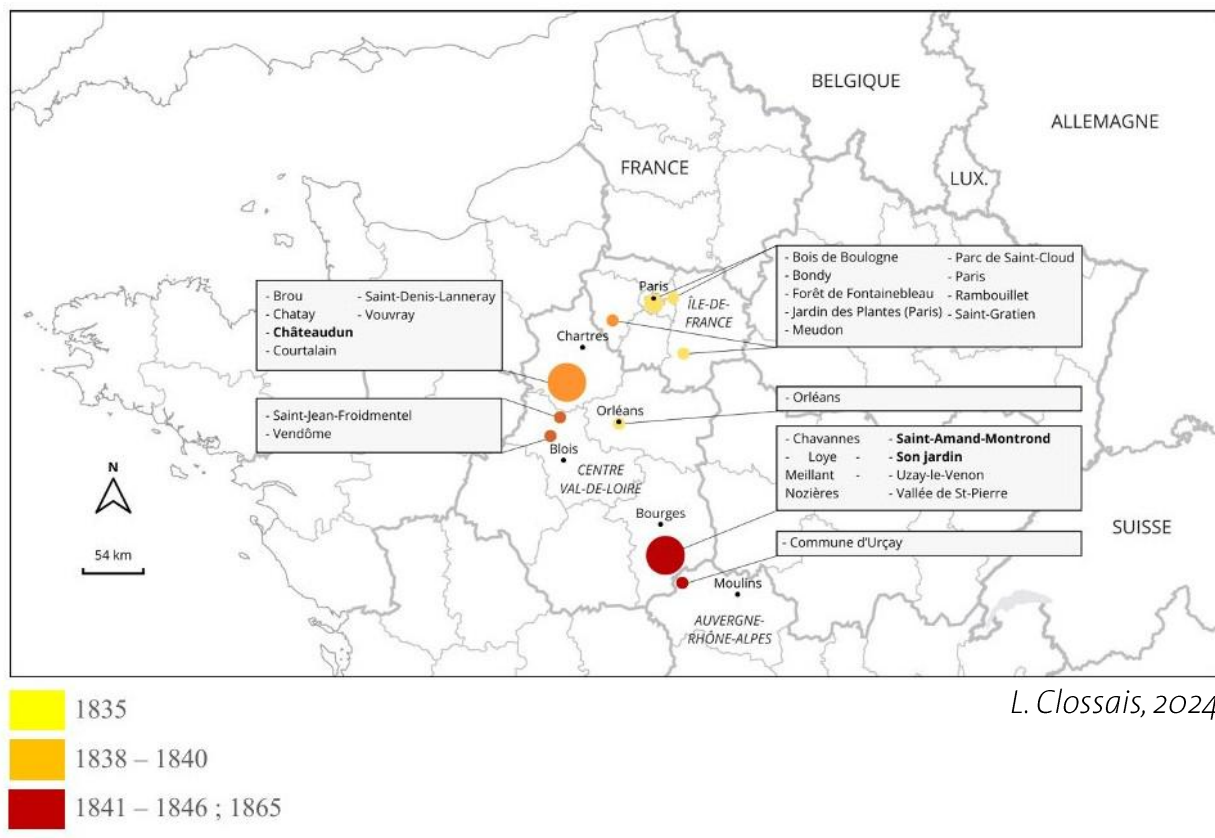 BELGIQUE
ALLEMAGNE
FRANCE
LUX.
- Bois de Boulogne
- Bondy
- Forêt de Fontainebleau
- Jardin des Plantes (Paris)
- Meudon
- Parc de Saint-Cloud
- Paris
- Rambouillet
- Saint-Gratien
Paris
ÎLE-DE-
FRANCE
- Brou
- Chatay
- Châteaudun
- Courtalain
- Saint-Denis-Lanneray
- Vouvray
Chartres
- Orléans
- Saint-Jean-Froidmentel
- Vendôme
Orléans
Blois
CENTRE
VAL-DE-LOIRE
- Chavannes
- Loye -
Meillant -
Nozières
- Saint-Amand-Montrond
- Son jardin
- Uzay-le-Venon
- Vallée de St-Pierre
N
54 km
Bourges
SUISSE
- Commune d'Urçay
Moulins
AUVERGNE-
RHÔNE-ALPES
L. Clossais, 2024
1835
1838 – 1840
1841 – 1846 ; 1865